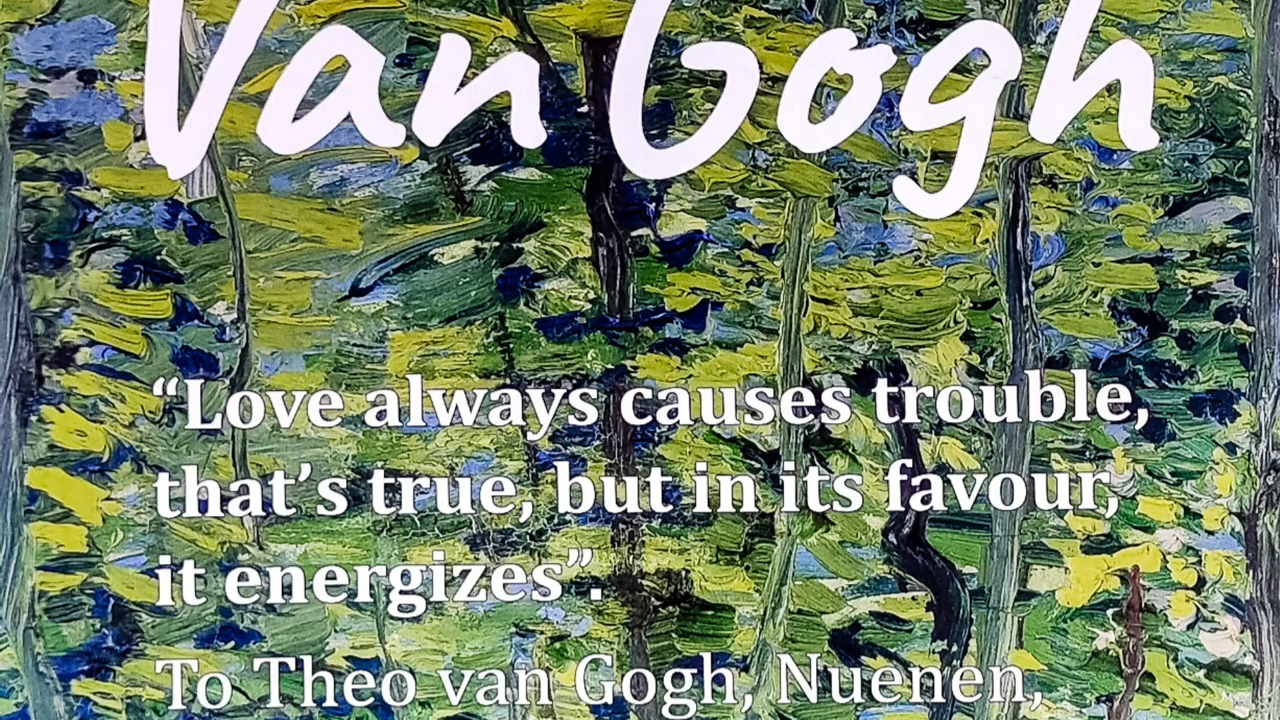 Van Gogh
“Love always causes trouble,
that’s true, but in its favour,
it energizes”.
To Theo van Gogh, Nuenen,